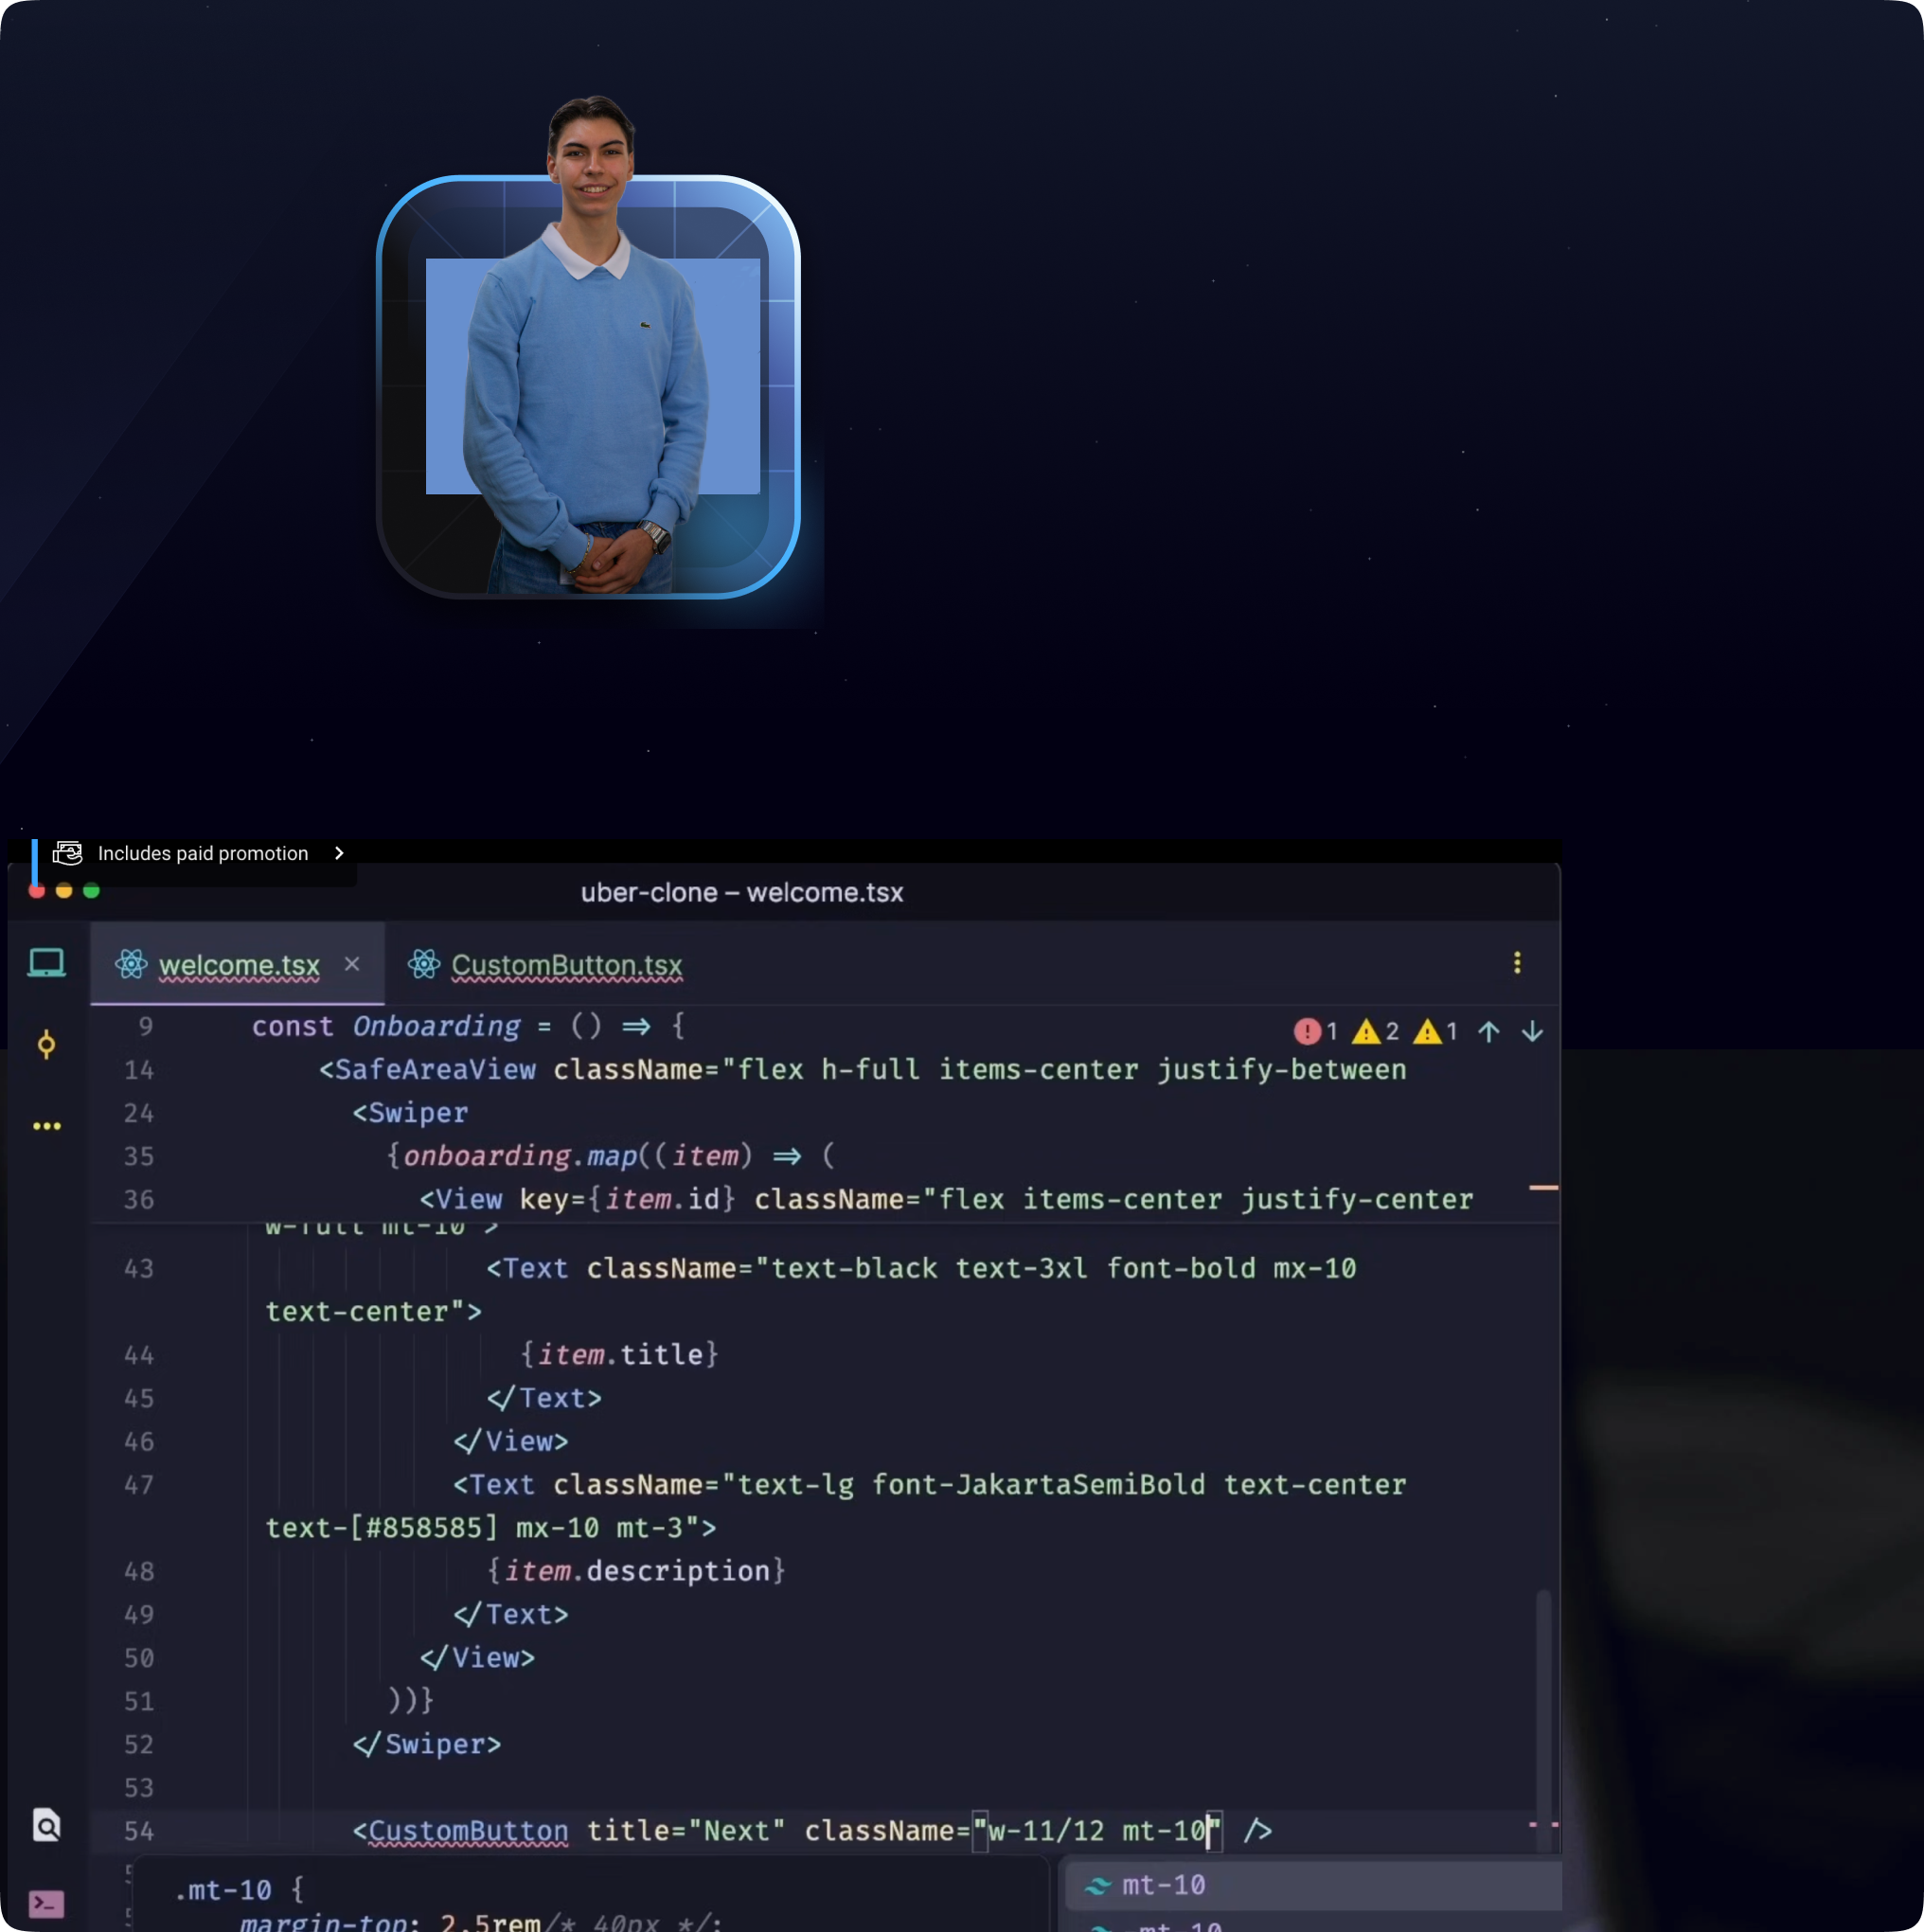 Includes paid promotion
uber-clone – welcome.tsx
welcome.tsx
CustomButton.tsx
9 const Onboarding = () => {
1 2 1
14 <SafeAreaView className="flex h-full items-center justify-between
24 <Swiper
35 {onboarding.map((item) => (
36 <View key={item.id} className="flex items-center justify-center
w-full mt-10">
43 <Text className="text-black text-3xl font-bold mx-10
text-center">
44 {item.title}
45 </Text>
46 </View>
47 <Text className="text-lg font-JakartaSemiBold text-center
text-[#858585] mx-10 mt-3">
48 {item.description}
49 </Text>
50 </View>
51 ))}
52 </Swiper>
53
54 <CustomButton title="Next" className="w-11/12 mt-10" />
.mt-10 {
margin-top: 2.5rem/* 40px */;
mt-10
-mt-10